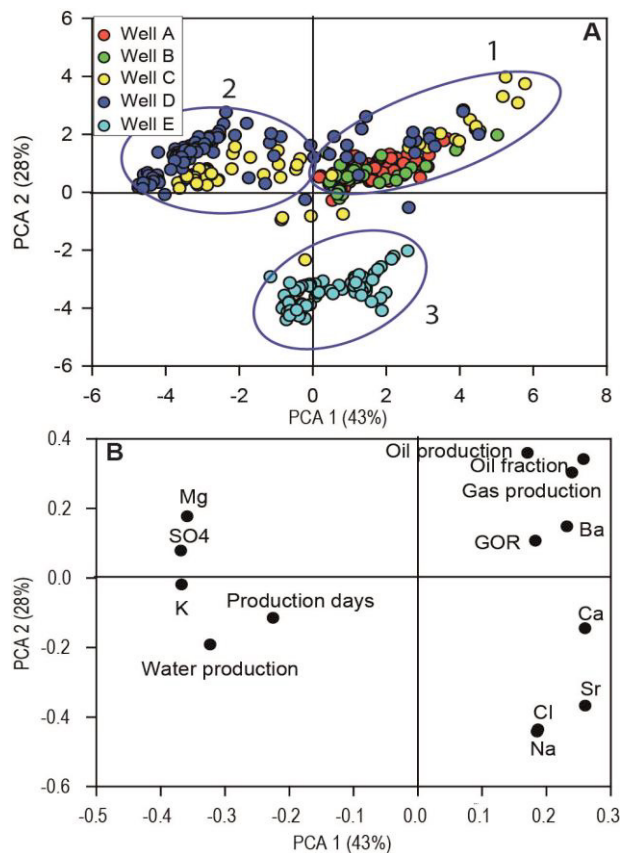 6
4
2
0
-2
-4
-6
PCA 2 (28%)
Well A
Well B
Well C
Well D
Well E
A
1
2
3
-6
-4
-2
0
2
4
6
8
PCA 1 (43%)
0.4
0.2
0.0
-0.2
-0.4
-0.6
PCA 2 (28%)
B
Oil production
Oil fraction
Gas production
Mg
SO4
GOR
Ba
K
Production days
Water production
Ca
Sr
Cl
Na
-0.5
-0.4
-0.3
-0.2
-0.1
0.0
0.1
0.2
0.3
PCA 1 (43%)